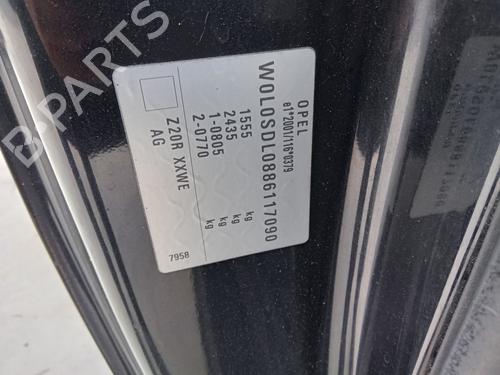 OPEL
e1*2001/116*0379
W0L0SDL0886117090
1555 kg
2435 kg
1-0805 kg
2-0770 kg
Z20R XXWE
AG
7958
B-PARTS